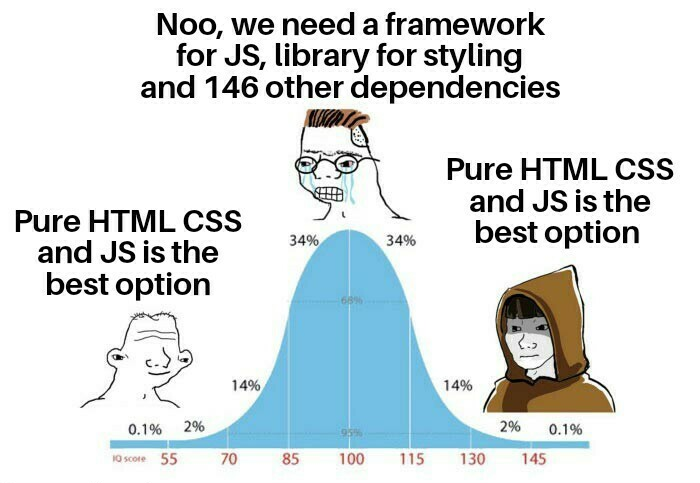 Noo, we need a framework
for JS, library for styling
and 146 other dependencies
Pure HTML CSS
and JS is the
best option
Pure HTML CSS
and JS is the
best option
34% 34%
68%
14% 14%
0.1% 2% 95% 2% 0.1%
IQ score 55 70 85 100 115 130 145